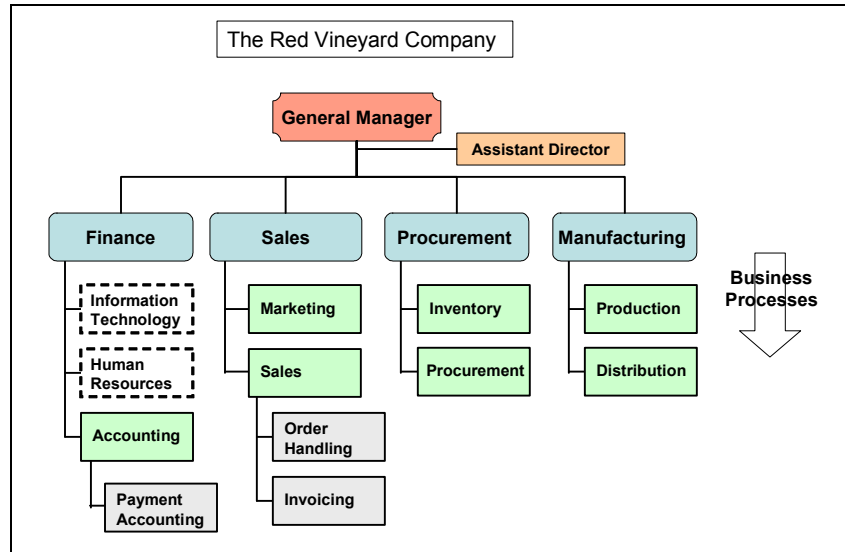 The Red Vineyard Company
General Manager
Assistant Director
Finance
Sales
Procurement
Manufacturing
Business
Processes
Information
Technology
Marketing
Inventory
Production
Human
Resources
Sales
Procurement
Distribution
Accounting
Order
Handling
Payment
Accounting
Invoicing